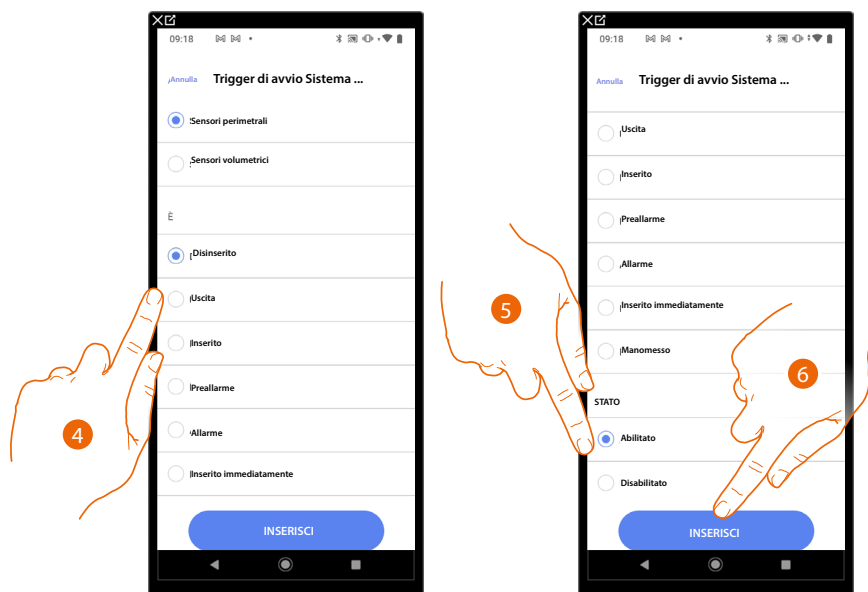 09:18
Annulla
Trigger di avvio Sistema ...
Sensori perimetrali
Sensori volumetrici
È
Disinserito
Uscita
Inserito
Preallarme
Allarme
Inserito immediatamente
INSERISCI
4
09:18
Annulla
Trigger di avvio Sistema ...
Uscita
Inserito
Preallarme
Allarme
Inserito immediatamente
Manomesso
STATO
Abilitato
Disabilitato
INSERISCI
5
6